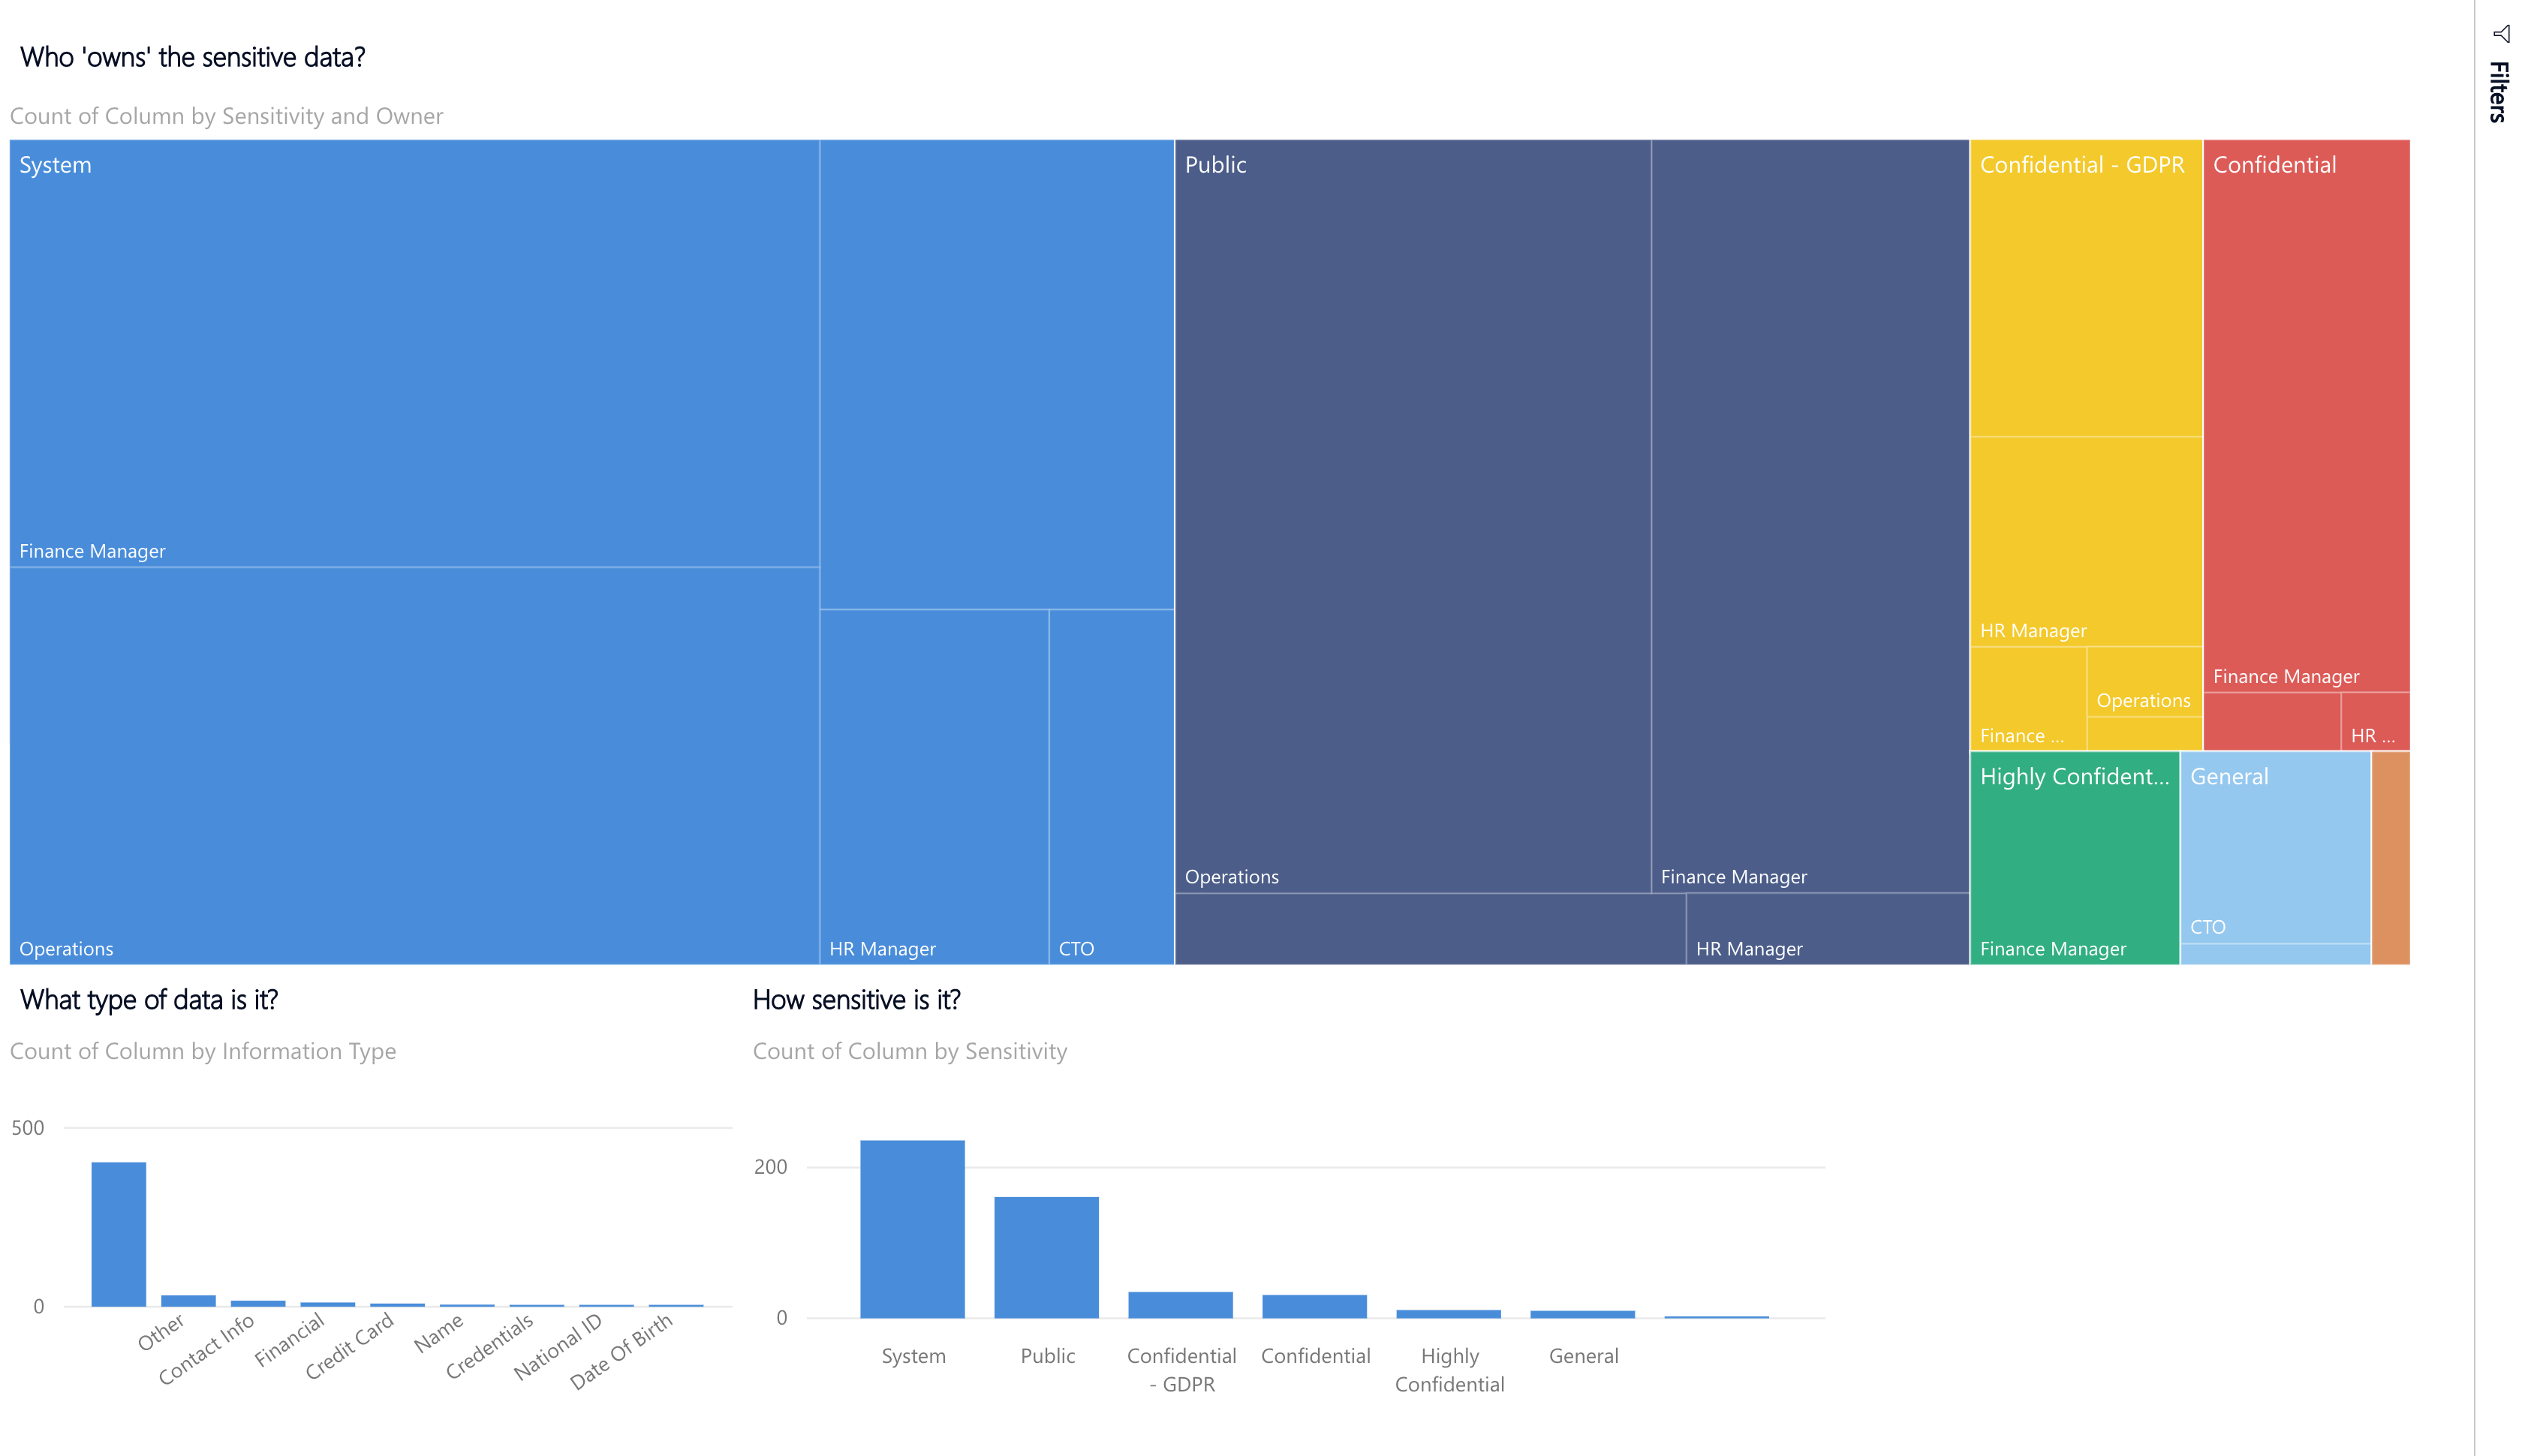 Who 'owns' the sensitive data?
Count of Column by Sensitivity and Owner
Filters
System
Finance Manager
Operations
HR Manager
CTO
Public
Operations
Finance Manager
HR Manager
Confidential - GDPR
HR Manager
Finance ...
Operations
Confidential
Finance Manager
HR ...
Highly Confident...
Finance Manager
General
CTO
What type of data is it?
Count of Column by Information Type
500
0
Other
Contact Info
Financial
Credit Card
Name
Credentials
National ID
Date Of Birth
How sensitive is it?
Count of Column by Sensitivity
200
0
System
Public
Confidential
- GDPR
Confidential
Highly
Confidential
General